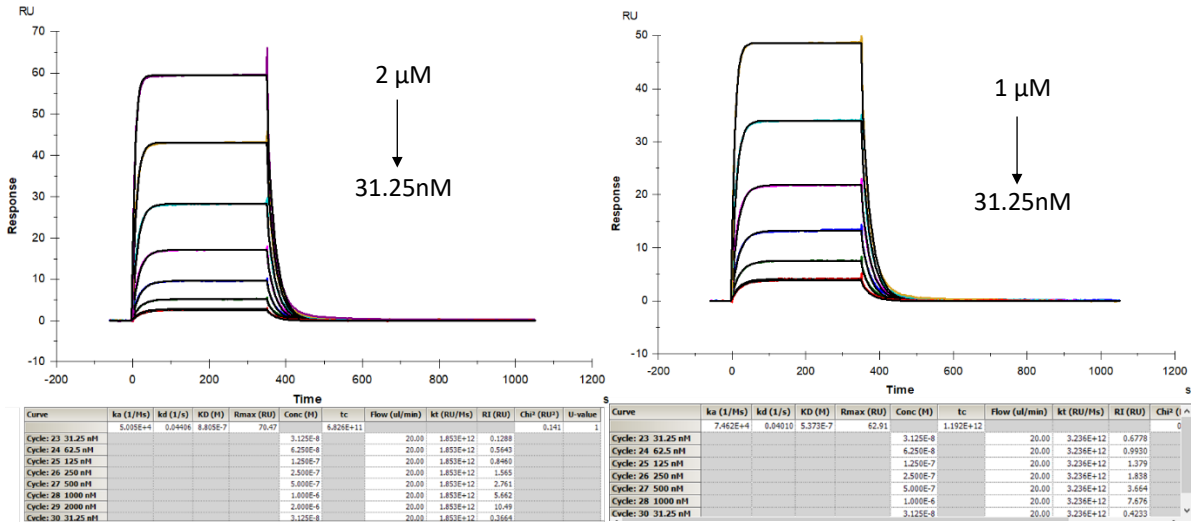 RU
70
60
50
40
30
20
10
0
-10
Response
-200 0 200 400 600 800 1000 1200
Time
s
2 µM
31.25nM
Curve ka (1/Ms) kd (1/s) KD (M) Rmax (RU) Conc (M) tc Flow (ul/min) kt (RU/Ms) RI (RU) Chi² (RU²) U-value
5.005E+4 0.04406 8.805E-7 70.47 6.826E+11 0.141 1
Cycle: 23 31.25 nM 3.125E-8 20.00 1.853E+12 0.1288
Cycle: 24 62.5 nM 6.250E-8 20.00 1.853E+12 0.5643
Cycle: 25 125 nM 1.250E-7 20.00 1.853E+12 0.8460
Cycle: 26 250 nM 2.500E-7 20.00 1.853E+12 1.565
Cycle: 27 500 nM 5.000E-7 20.00 1.853E+12 2.761
Cycle: 28 1000 nM 1.000E-6 20.00 1.853E+12 5.662
Cycle: 29 2000 nM 2.000E-6 20.00 1.853E+12 10.49
Cycle: 30 31.25 nM 3.125E-8 20.00 1.853E+12 0.3664
RU
50
40
30
20
10
0
-10
Response
-200 0 200 400 600 800 1000 1200
Time
s
1 µM
31.25nM
Curve ka (1/Ms) kd (1/s) KD (M) Rmax (RU) Conc (M) tc Flow (ul/min) kt (RU/Ms) RI (RU) Chi²
7.462E+4 0.04010 5.373E-7 62.91 1.192E+12 0
Cycle: 23 31.25 nM 3.125E-8 20.00 3.236E+12 0.6778
Cycle: 24 62.5 nM 6.250E-8 20.00 3.236E+12 0.9930
Cycle: 25 125 nM 1.250E-7 20.00 3.236E+12 1.379
Cycle: 26 250 nM 2.500E-7 20.00 3.236E+12 1.838
Cycle: 27 500 nM 5.000E-7 20.00 3.236E+12 3.664
Cycle: 28 1000 nM 1.000E-6 20.00 3.236E+12 7.676
Cycle: 30 31.25 nM 3.125E-8 20.00 3.236E+12 0.4233